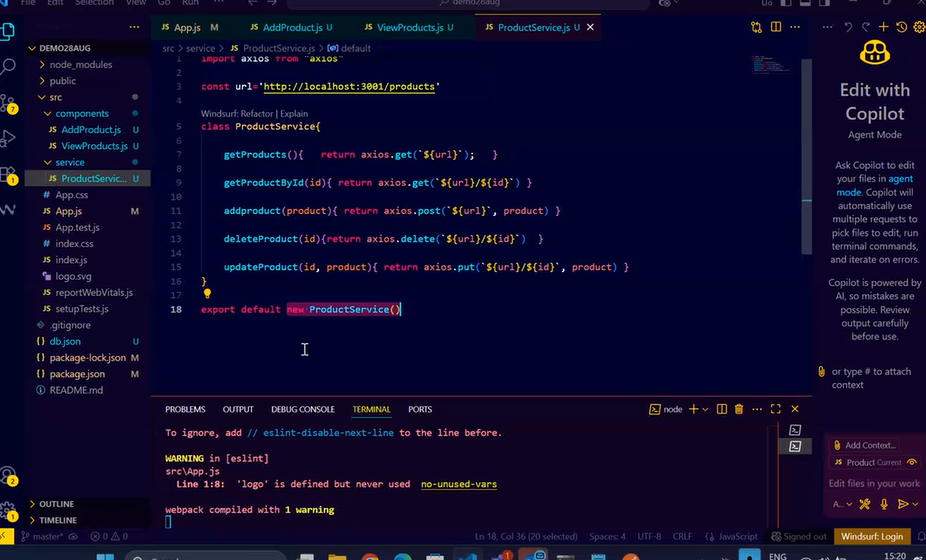 File Edit Selection View Go Run ...
demo28aug
DEMO28AUG
node_modules
public
src
components
AddProduct.js U
ViewProducts.js U
service
ProductServic... U
App.css
App.js M
App.test.js
index.css
index.js
logo.svg
reportWebVitals.js
setupTests.js
.gitignore
db.json U
package-lock.json M
package.json M
README.md
OUTLINE
TIMELINE
7
1
2
1
App.js M
AddProduct.js U
ViewProducts.js U
ProductService.js U
src > service > JS ProductService.js > default
1 import axios from "axios"
2
3 const url='http://localhost:3001/products'
4
Windsurf: Refactor | Explain
5 class ProductService{
6
7 getProducts(){ return axios.get(`${url}`); }
8
9 getProductById(id){ return axios.get(`${url}/${id}`) }
10
11 addproduct(product){ return axios.post(`${url}`, product) }
12
13 deleteProduct(id){return axios.delete(`${url}/${id}`) }
14
15 updateProduct(id, product){ return axios.put(`${url}/${id}`, product) }
16 }
17
18 export default new ProductService()
PROBLEMS OUTPUT DEBUG CONSOLE TERMINAL PORTS
node
To ignore, add // eslint-disable-next-line to the line before.
WARNING in [eslint]
src\App.js
Line 1:8: 'logo' is defined but never used no-unused-vars
webpack compiled with 1 warning
Edit with
Copilot
Agent Mode
Ask Copilot to edit
your files in agent
mode. Copilot will
automatically use
multiple requests to
pick files to edit, run
terminal commands,
and iterate on errors.
Copilot is powered by
AI, so mistakes are
possible. Review
output carefully
before use.
or type # to attach
context
Add Context...
JS Product Current
Edit files in your work
A...
master*
0 0
Ln 18, Col 36 (20 selected) Spaces: 4 UTF-8 CRLF {} JavaScript Signed out Windsurf: Login
ENG
15:20